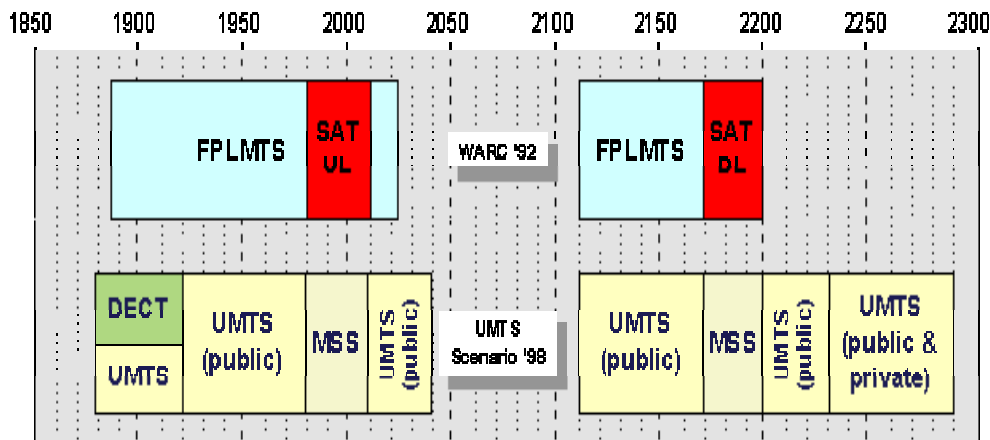 1850 1900 1950 2000 2050 2100 2150 2200 2250 2300
FPLMTS
SAT
UL
WARC '92
FPLMTS
SAT
DL
DECT
UMTS
UMTS
(public)
MSS
UMTS
(public)
UMTS
Scenario '98
UMTS
(public)
MSS
UMTS
(public)
UMTS
(public &
private)